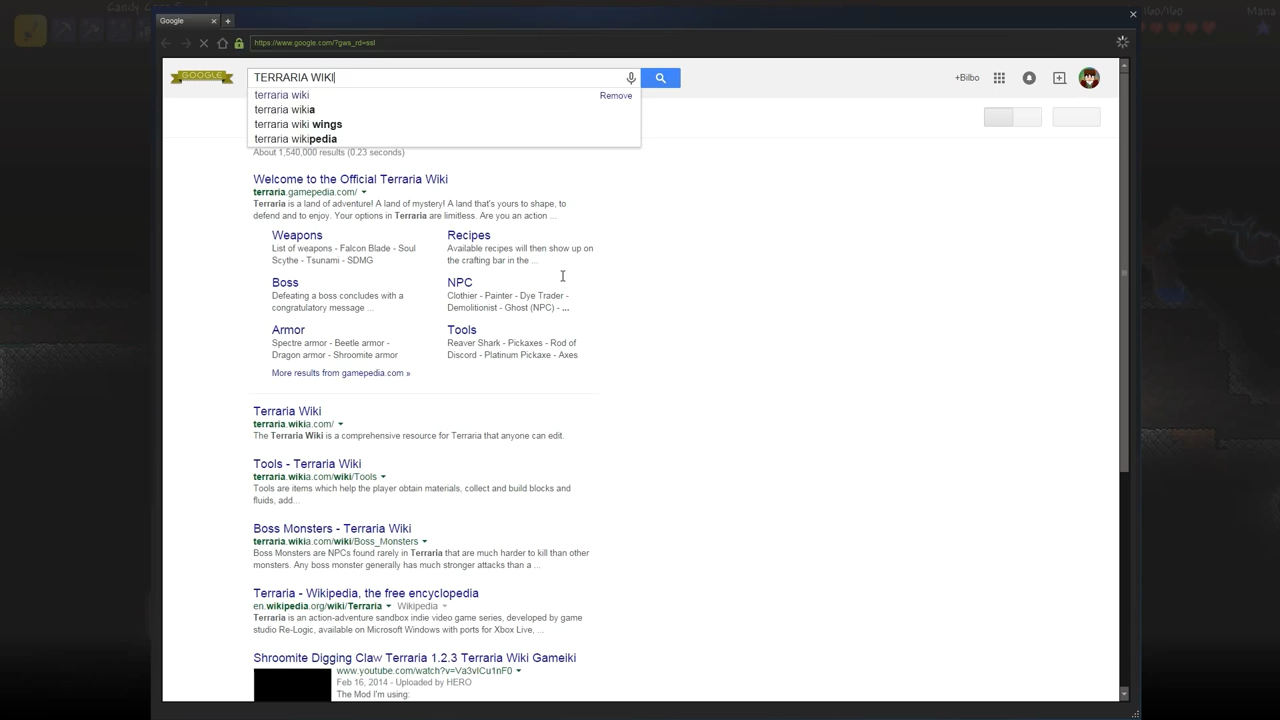 Candy Ca
160/160
Mana
Google
https://www.google.com/?gws_rd=ssl
GOOGLE
TERRARIA WIKI
+Bilbo
terraria wiki
Remove
terraria wikia
terraria wiki wings
terraria wikipedia
About 1,540,000 results (0.23 seconds)
Welcome to the Official Terraria Wiki
terraria.gamepedia.com/
Terraria is a land of adventure! A land of mystery! A land that's yours to shape, to
defend and to enjoy. Your options in Terraria are limitless. Are you an action ...
Weapons
List of weapons - Falcon Blade - Soul
Scythe - Tsunami - SDMG
Recipes
Available recipes will then show up on
the crafting bar in the ...
Boss
Defeating a boss concludes with a
congratulatory message ...
NPC
Clothier - Painter - Dye Trader -
Demolitionist - Ghost (NPC) - ...
Armor
Spectre armor - Beetle armor -
Dragon armor - Shroomite armor
Tools
Reaver Shark - Pickaxes - Rod of
Discord - Platinum Pickaxe - Axes
More results from gamepedia.com »
Terraria Wiki
terraria.wikia.com/
The Terraria Wiki is a comprehensive resource for Terraria that anyone can edit.
Tools - Terraria Wiki
terraria.wikia.com/wiki/Tools
Tools are items which help the player obtain materials, collect and build blocks and
fluids, add...
Boss Monsters - Terraria Wiki
terraria.wikia.com/wiki/Boss_Monsters
Boss Monsters are NPCs found rarely in Terraria that are much harder to kill than other
monsters. Any boss monster generally has much stronger attacks than a ...
Terraria - Wikipedia, the free encyclopedia
en.wikipedia.org/wiki/Terraria Wikipedia
Terraria is an action-adventure sandbox indie video game series, developed by game
studio Re-Logic, available on Microsoft Windows with ports for Xbox Live, ...
Shroomite Digging Claw Terraria 1.2.3 Terraria Wiki Gameiki
www.youtube.com/watch?v=Va3vlCu1nF0
Feb 16, 2014 - Uploaded by HERO
The Mod I'm using: